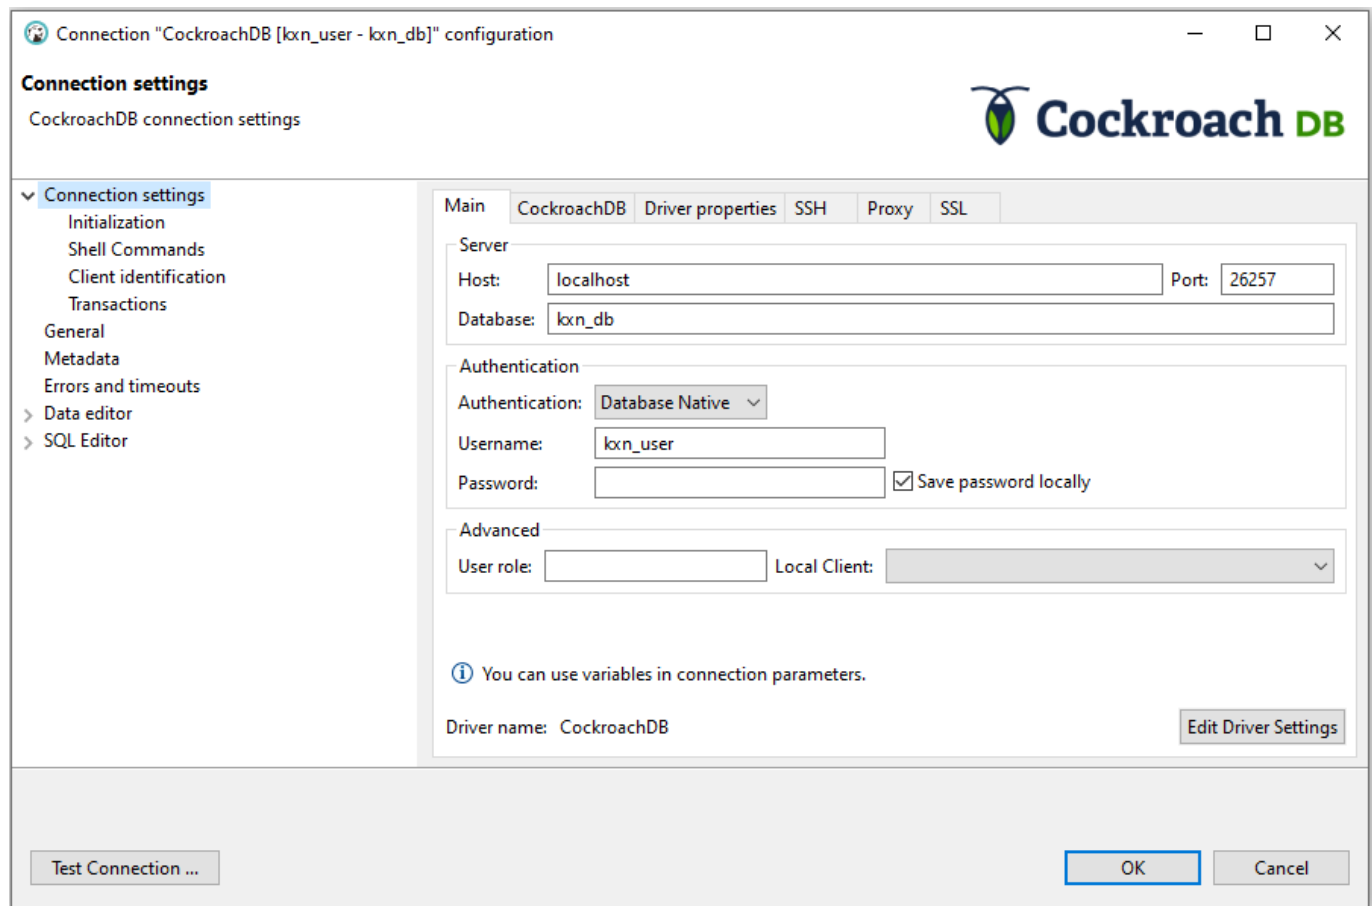 Connection "CockroachDB [kxn_user - kxn_db]" configuration
Connection settings
CockroachDB connection settings
Cockroach DB
Connection settings
Initialization
Shell Commands
Client identification
Transactions
General
Metadata
Errors and timeouts
Data editor
SQL Editor
Main CockroachDB Driver properties SSH Proxy SSL
Server
Host: localhost Port: 26257
Database: kxn_db
Authentication
Authentication: Database Native
Username: kxn_user
Password: Save password locally
Advanced
User role: Local Client:
You can use variables in connection parameters.
Driver name: CockroachDB Edit Driver Settings
Test Connection ... OK Cancel